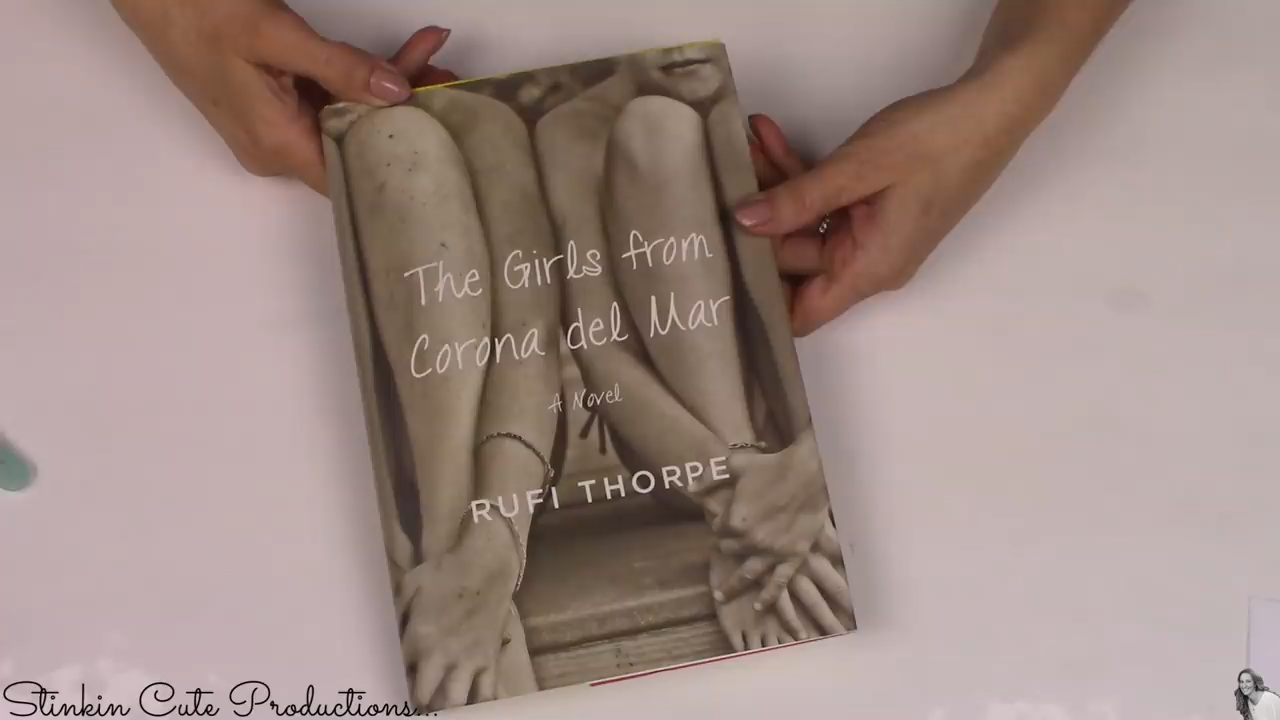 The Girls from
Corona del Mar
A Novel
RUFI THORPE
Stinkin Cute Productions...